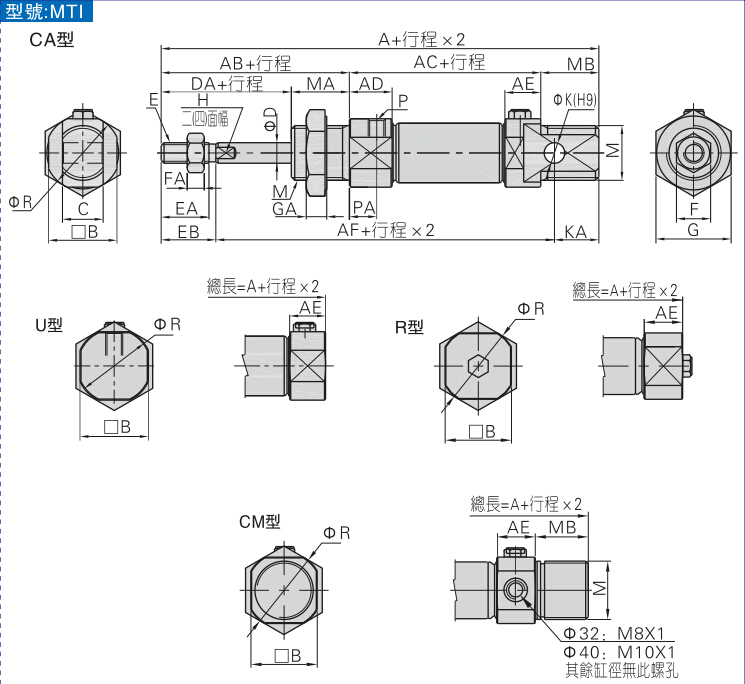 型號:MTI
CA型
A+行程×2
AB+行程
AC+行程
MB
DA+行程
MA
AD
AE
E
H
二(四)面幅
ΦD
P
ΦK(H9)
M
FA
M
EA
GA
PA
EB
AF+行程×2
KA
ΦR
C
□B
F
G
U型
ΦR
□B
總長=A+行程×2
AE
R型
ΦR
□B
總長=A+行程×2
AE
CM型
ΦR
□B
總長=A+行程×2
AE
MB
M
Φ32: M8X1
Φ40: M10X1
其餘缸徑無此螺孔